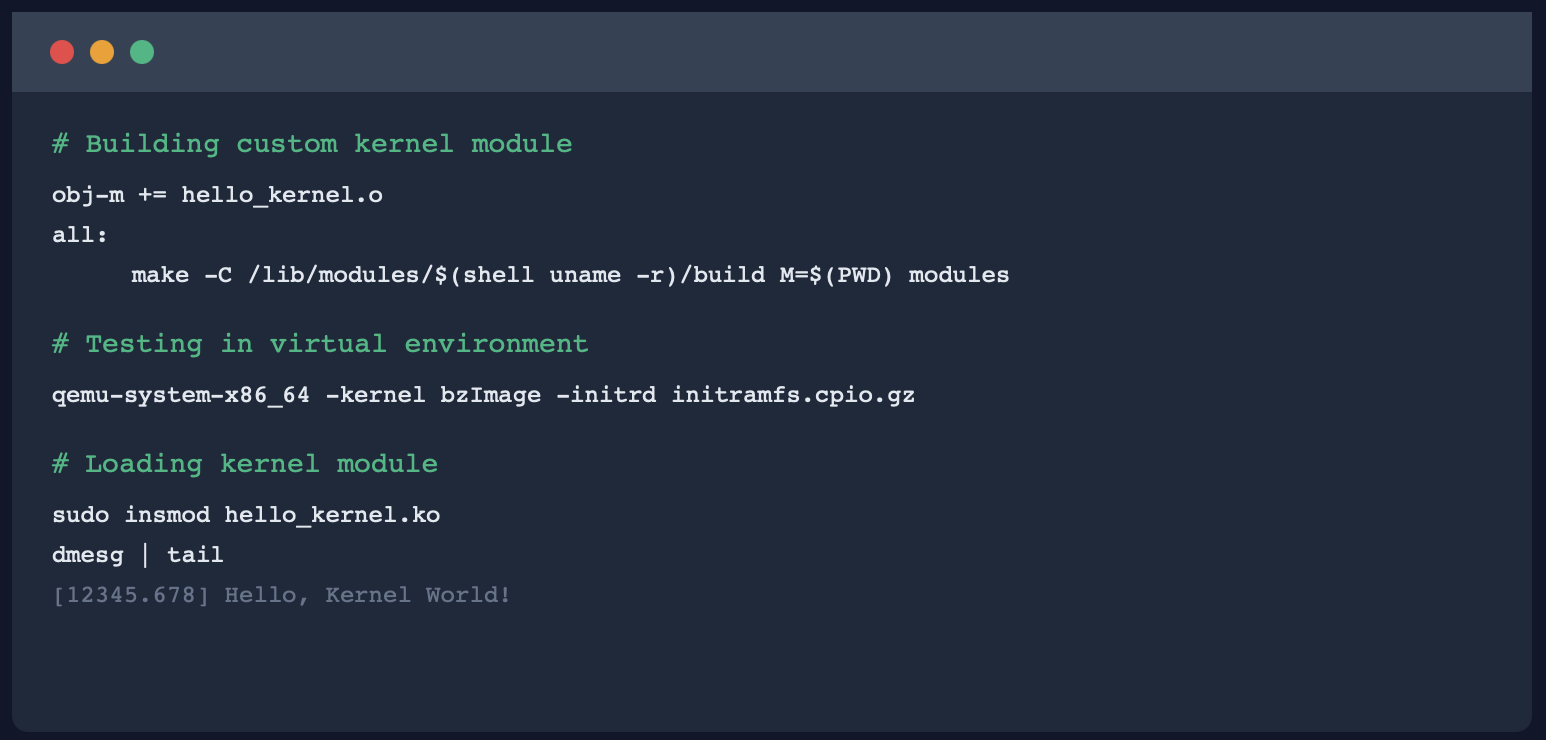 # Building custom kernel module
obj-m += hello_kernel.o
all:
make -C /lib/modules/$(shell uname -r)/build M=$(PWD) modules
# Testing in virtual environment
qemu-system-x86_64 -kernel bzImage -initrd initramfs.cpio.gz
# Loading kernel module
sudo insmod hello_kernel.ko
dmesg | tail
[12345.678] Hello, Kernel World!